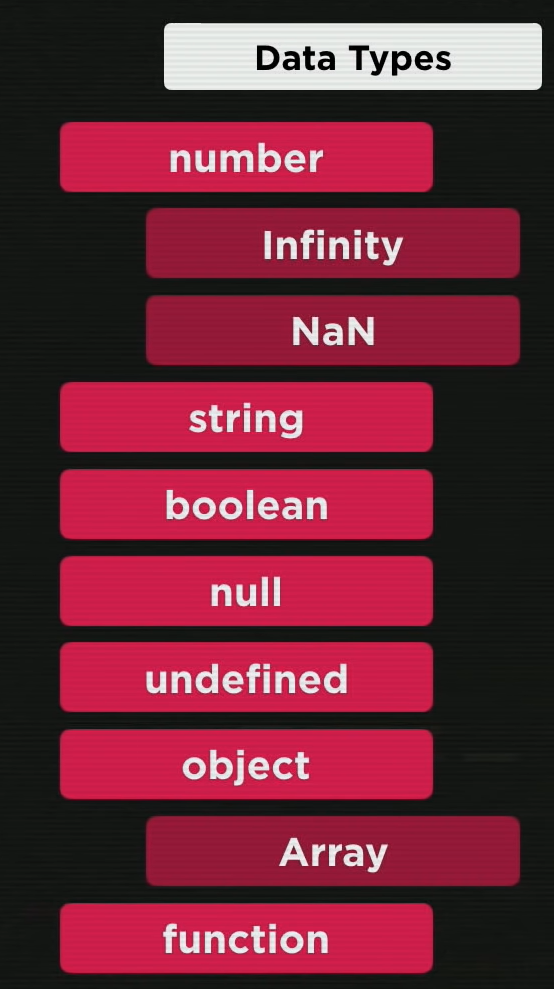 Data Types
number
Infinity
NaN
string
boolean
null
undefined
object
Array
function